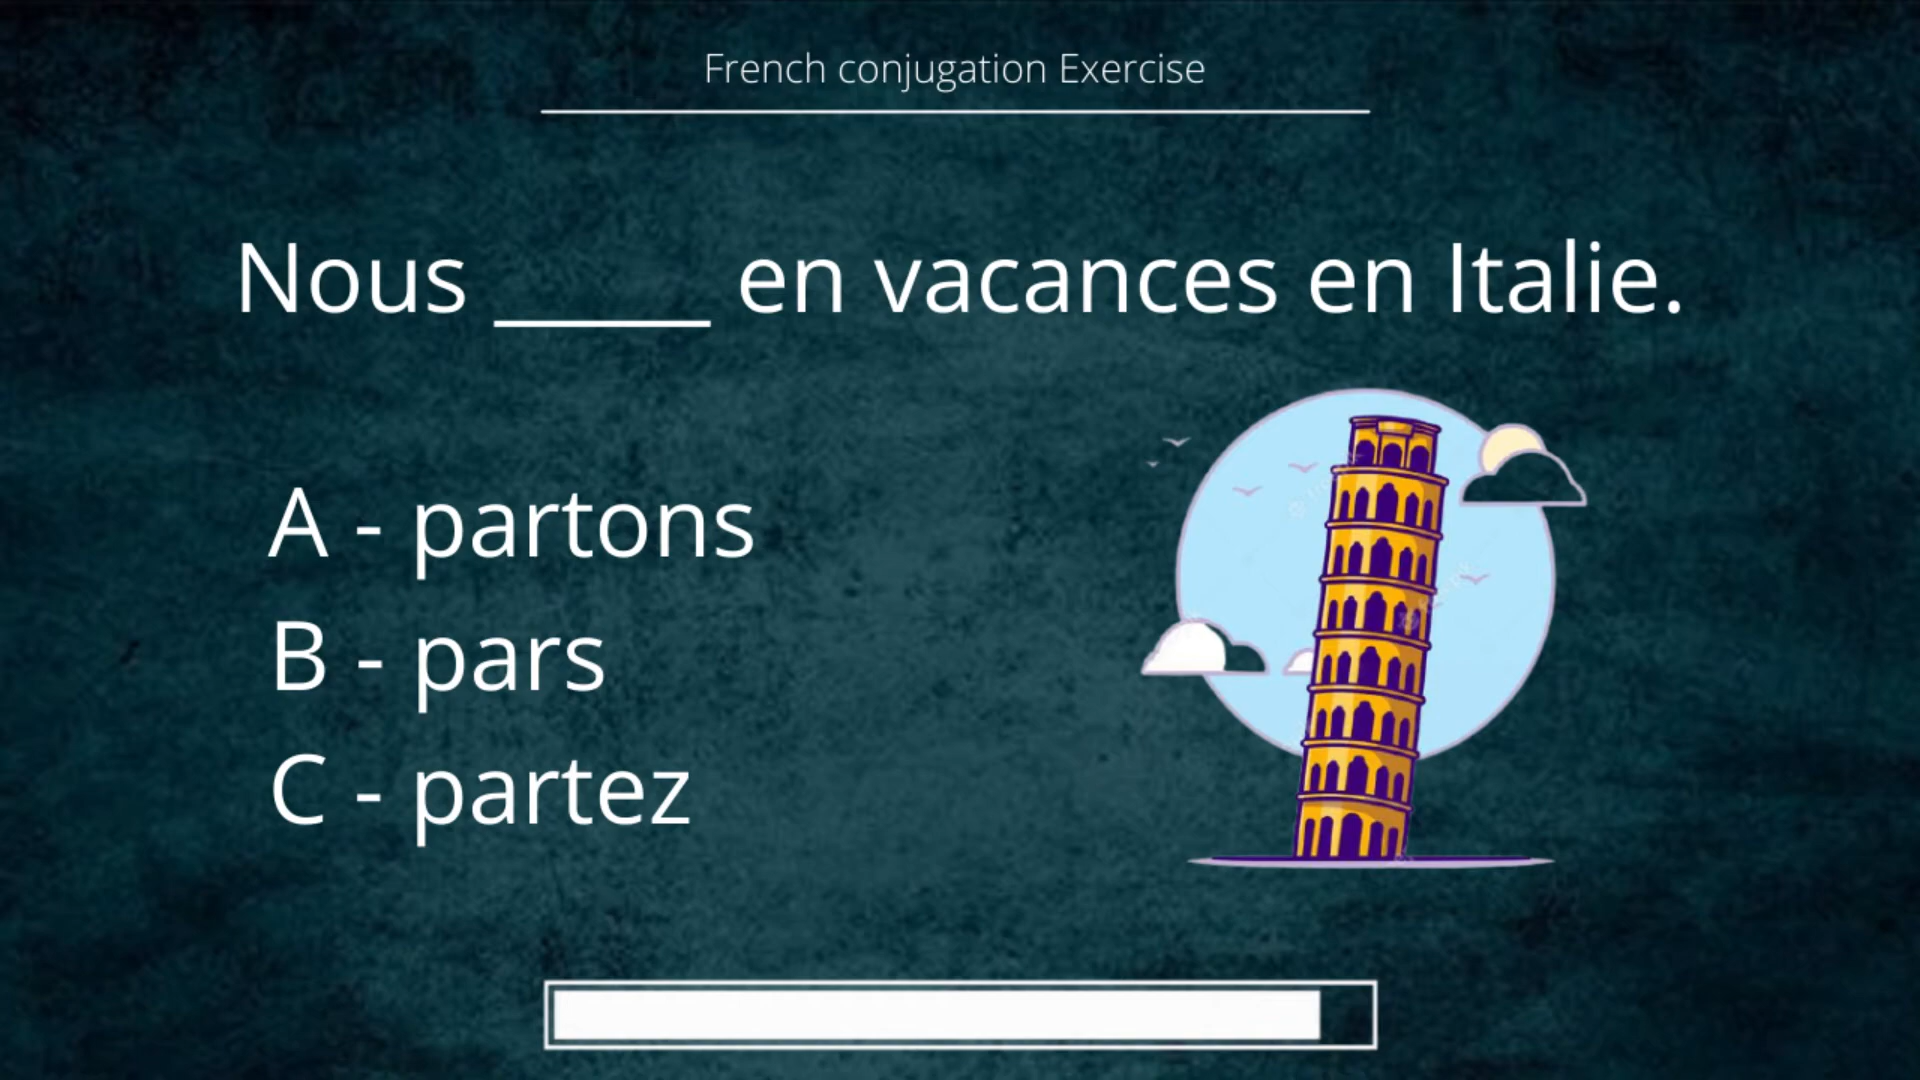 French conjugation Exercise
Nous _____ en vacances en Italie.
A - partons
B - pars
C - partez